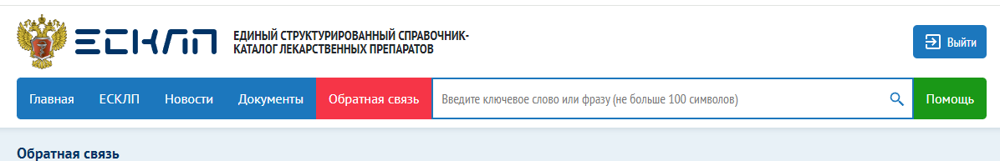 ЕСКЛП
ЕДИНЫЙ СТРУКТУРИРОВАННЫЙ СПРАВОЧНИК-
КАТАЛОГ ЛЕКАРСТВЕННЫХ ПРЕПАРАТОВ
Выйти
Главная ЕСКЛП Новости Документы Обратная связь Введите ключевое слово или фразу (не больше 100 символов) Помощь
Обратная связь